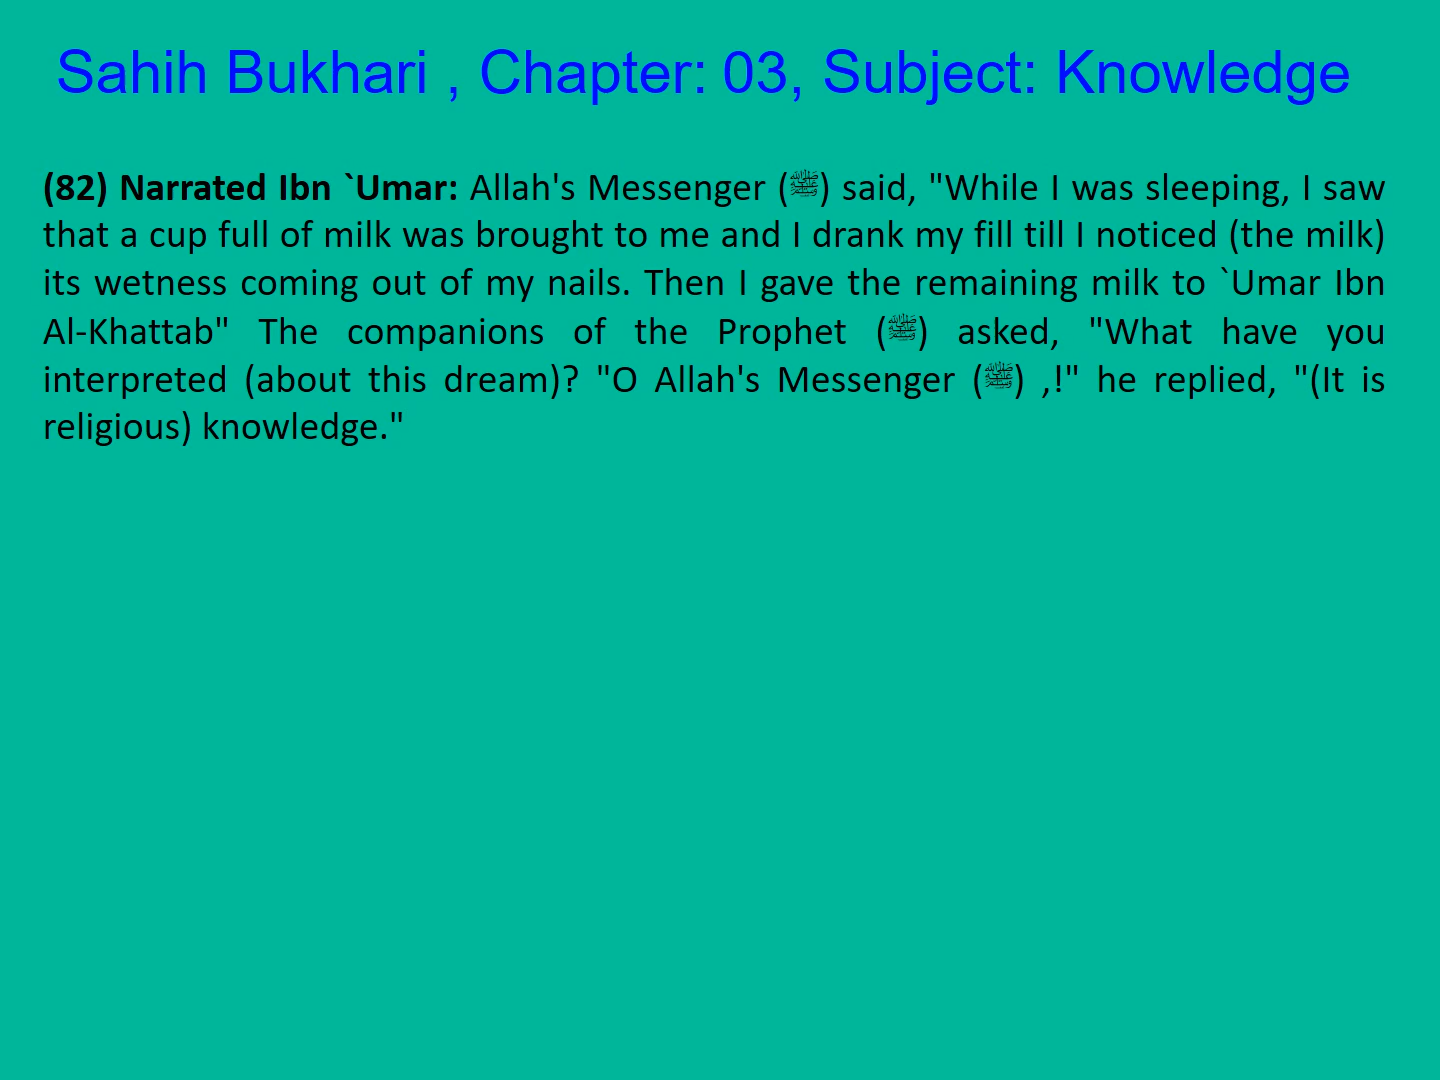 Sahih Bukhari , Chapter: 03, Subject: Knowledge
(82) Narrated Ibn `Umar: Allah's Messenger (ﷺ) said, "While I was sleeping, I saw
that a cup full of milk was brought to me and I drank my fill till I noticed (the milk)
its wetness coming out of my nails. Then I gave the remaining milk to `Umar Ibn
Al-Khattab" The companions of the Prophet (ﷺ) asked, "What have you
interpreted (about this dream)? "O Allah's Messenger (ﷺ) ,!" he replied, "(It is
religious) knowledge."